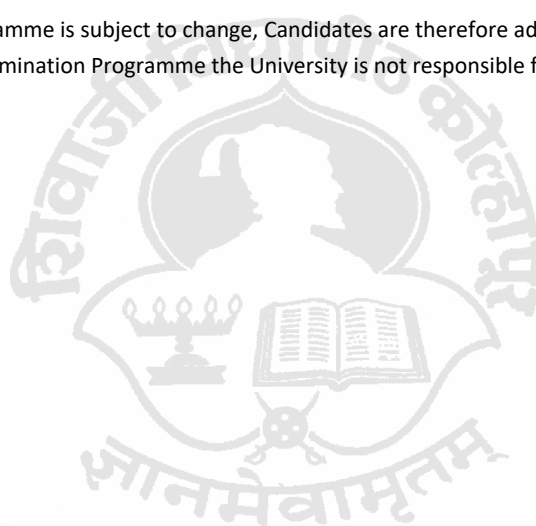 amme is subject to change, Candidates are therefore ad
mination Programme the University is not responsible f
शिवाजी विद्यापीठ कोल्हापूर
ज्ञानमेवामृतम्